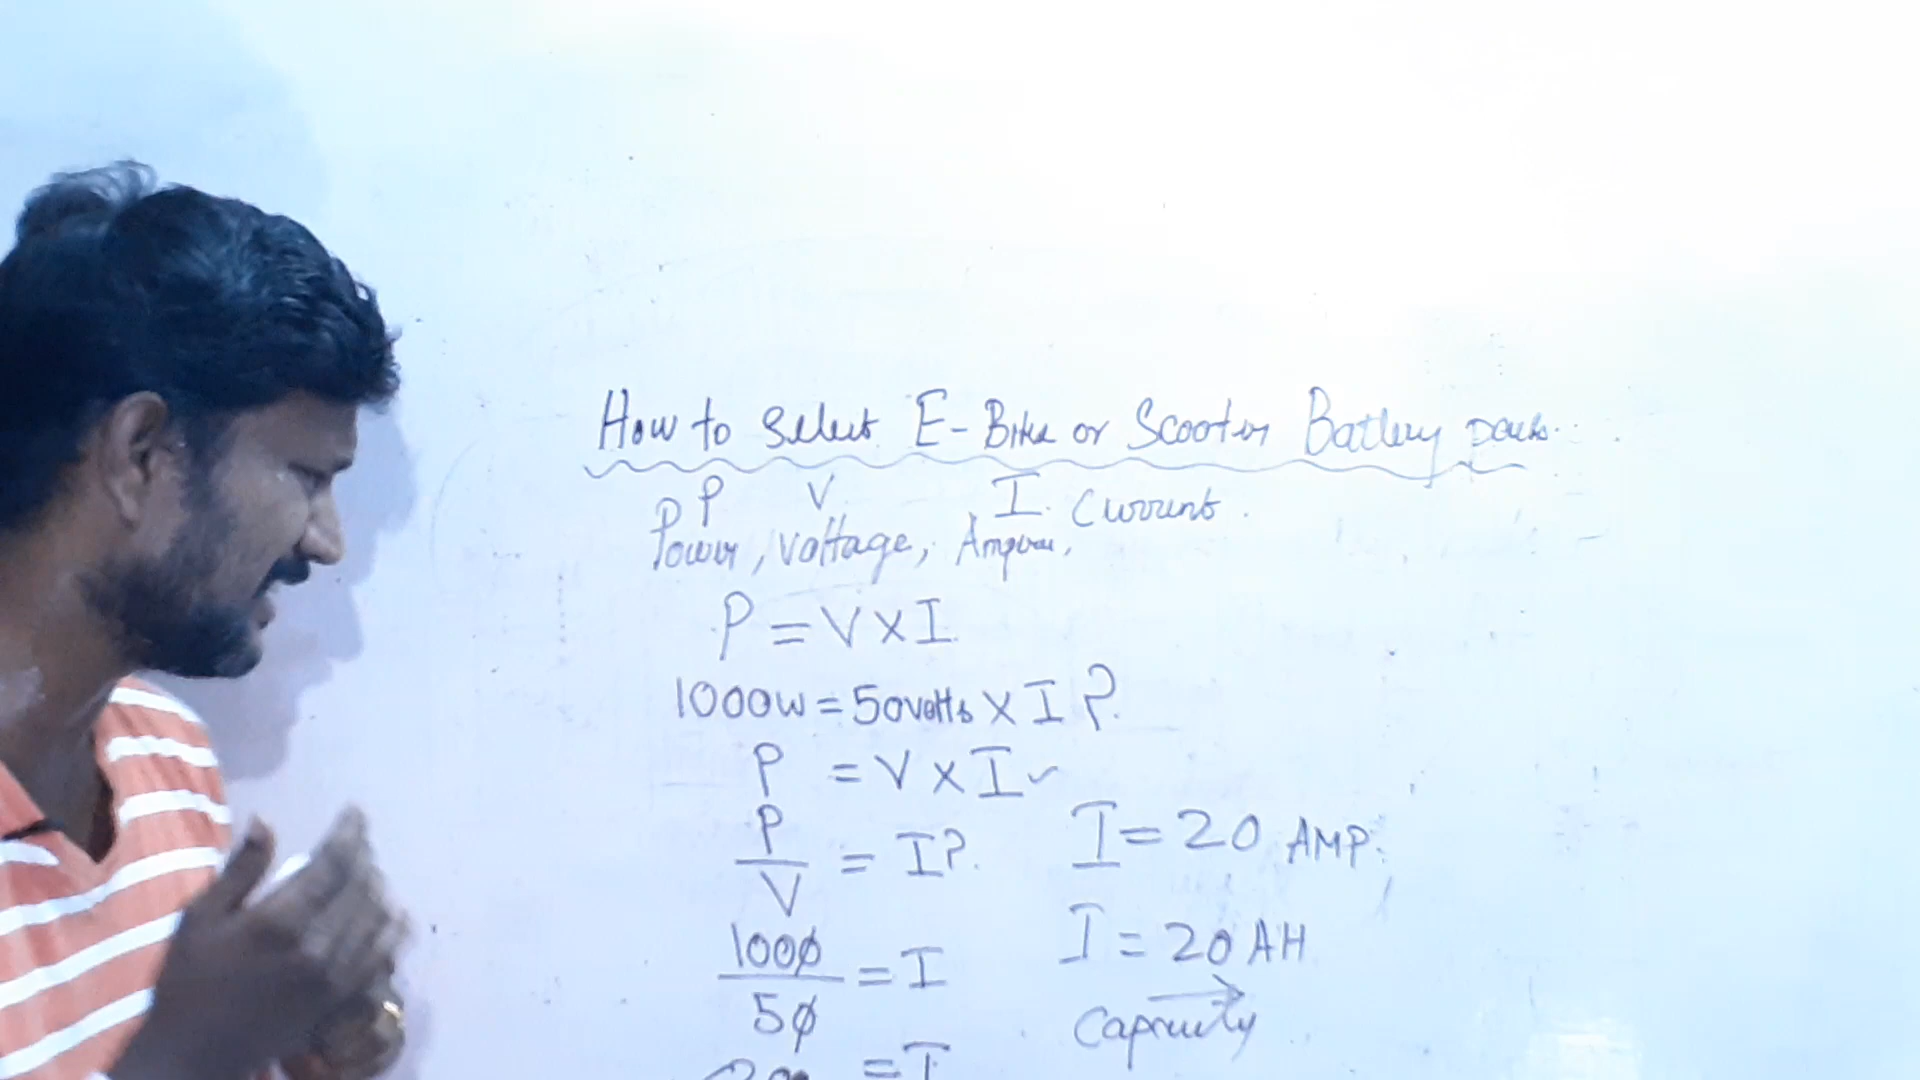 How to Select E-Bike or Scooter Battery pack.
P V I Current.
P
Power, Voltage, Ampere,
P = V X I
1000W = 50volts X I ?
P = V X I ✓
P/V = I?
I = 20 AMP.
1000/50 = I
I = 20 AH
Capacity
= I